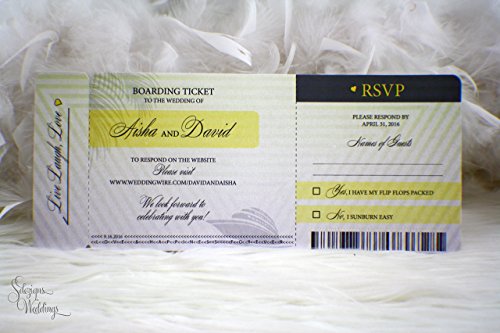 Live, Laugh, Love
BOARDING TICKET
TO THE WEDDING OF
Aisha AND David
TO RESPOND ON THE WEBSITE
Please visit
WWW.WEDDINGWIRE.COM/DAVIDANDAISHA
We look forward to
celebrating with you!
RSVP
PLEASE RESPOND BY
APRIL 31, 2016
Names of Guests
Yes, I HAVE MY FLIP FLOPS PACKED
No, I SUNBURN EASY
Weddings